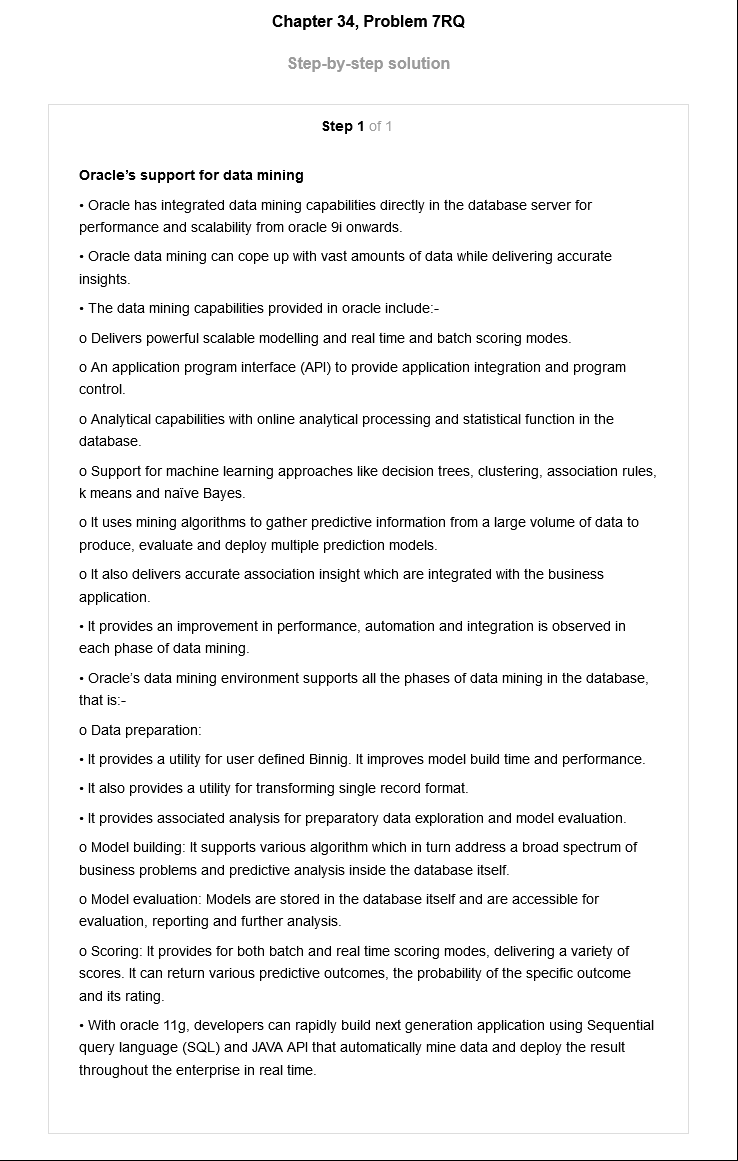 Chapter 34, Problem 7RQ
Step-by-step solution
Step 1 of 1
Oracle’s support for data mining
• Oracle has integrated data mining capabilities directly in the database server for
performance and scalability from oracle 9i onwards.
• Oracle data mining can cope up with vast amounts of data while delivering accurate
insights.
• The data mining capabilities provided in oracle include:-
o Delivers powerful scalable modelling and real time and batch scoring modes.
o An application program interface (API) to provide application integration and program
control.
o Analytical capabilities with online analytical processing and statistical function in the
database.
o Support for machine learning approaches like decision trees, clustering, association rules,
k means and naïve Bayes.
o It uses mining algorithms to gather predictive information from a large volume of data to
produce, evaluate and deploy multiple prediction models.
o It also delivers accurate association insight which are integrated with the business
application.
• It provides an improvement in performance, automation and integration is observed in
each phase of data mining.
• Oracle’s data mining environment supports all the phases of data mining in the database,
that is:-
o Data preparation:
• It provides a utility for user defined Binnig. It improves model build time and performance.
• It also provides a utility for transforming single record format.
• It provides associated analysis for preparatory data exploration and model evaluation.
o Model building: It supports various algorithm which in turn address a broad spectrum of
business problems and predictive analysis inside the database itself.
o Model evaluation: Models are stored in the database itself and are accessible for
evaluation, reporting and further analysis.
o Scoring: It provides for both batch and real time scoring modes, delivering a variety of
scores. It can return various predictive outcomes, the probability of the specific outcome
and its rating.
• With oracle 11g, developers can rapidly build next generation application using Sequential
query language (SQL) and JAVA API that automatically mine data and deploy the result
throughout the enterprise in real time.